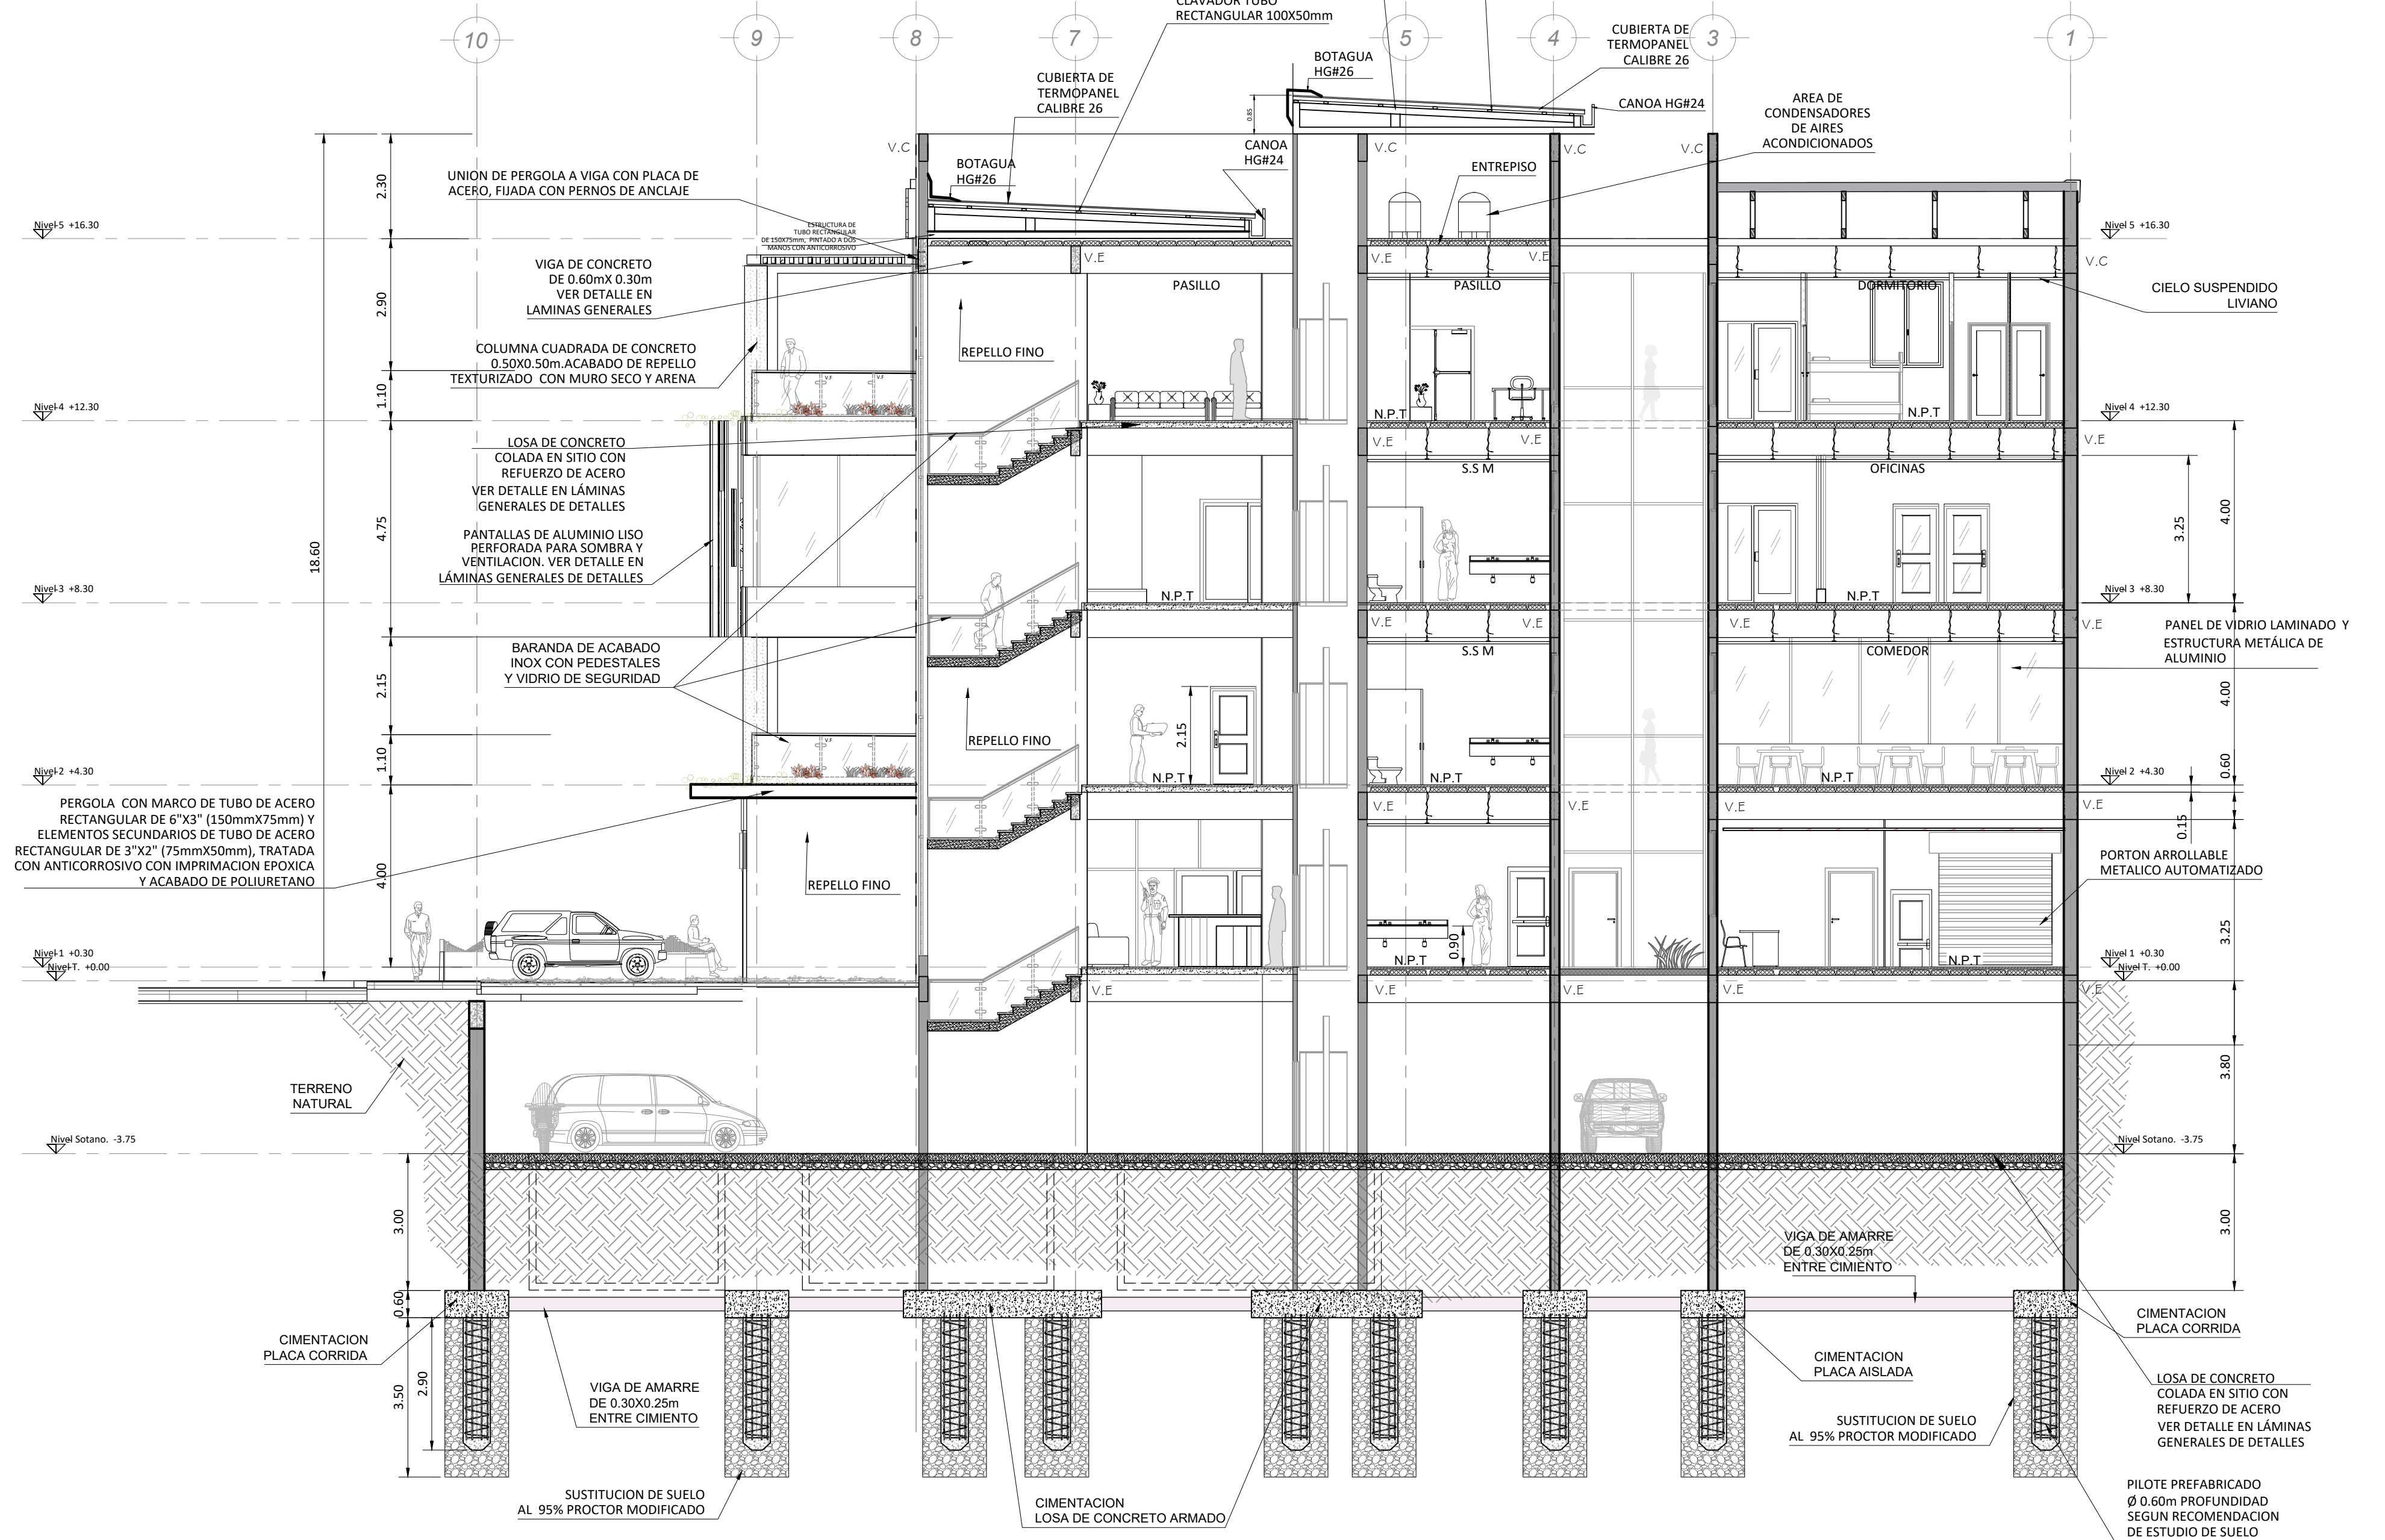 10
9
8
7
5
4
3
1
CLAVADOR TUBO
RECTANGULAR 100X50mm
CUBIERTA DE
TERMOPANEL
CALIBRE 26
BOTAGUA
HG#26
CUBIERTA DE
TERMOPANEL
CALIBRE 26
CANOA HG#24
AREA DE
CONDENSADORES
DE AIRES
ACONDICIONADOS
0.85
CANOA
HG#24
BOTAGUA
HG#26
ENTREPISO
V.C
V.C
V.C
V.C
UNION DE PERGOLA A VIGA CON PLACA DE
ACERO, FIJADA CON PERNOS DE ANCLAJE
ESTRUCTURA DE
TUBO RECTANGULAR
DE 150X75mm, PINTADO A DOS
MANOS CON ANTICORROSIVO
Nivel 5 +16.30
Nivel 5 +16.30
VIGA DE CONCRETO
DE 0.60mX 0.30m
VER DETALLE EN
LAMINAS GENERALES
V.E
V.E
V.E
V.C
PASILLO
PASILLO
DORMITORIO
CIELO SUSPENDIDO
LIVIANO
COLUMNA CUADRADA DE CONCRETO
0.50X0.50m.ACABADO DE REPELLO
TEXTURIZADO CON MURO SECO Y ARENA
REPELLO FINO
V.F
V.F
Nivel 4 +12.30
N.P.T
N.P.T
Nivel 4 +12.30
LOSA DE CONCRETO
COLADA EN SITIO CON
REFUERZO DE ACERO
VER DETALLE EN LÁMINAS
GENERALES DE DETALLES
V.E
V.E
V.E
S.S M
OFICINAS
PANTALLAS DE ALUMINIO LISO
PERFORADA PARA SOMBRA Y
VENTILACION. VER DETALLE EN
LÁMINAS GENERALES DE DETALLES
Nivel 3 +8.30
N.P.T
N.P.T
Nivel 3 +8.30
V.E
V.E
V.E
V.E
BARANDA DE ACABADO
INOX CON PEDESTALES
Y VIDRIO DE SEGURIDAD
S.S M
COMEDOR
PANEL DE VIDRIO LAMINADO Y
ESTRUCTURA METÁLICA DE
ALUMINIO
REPELLO FINO
2.15
V.F
Nivel 2 +4.30
N.P.T
N.P.T
N.P.T
Nivel 2 +4.30
V.E
V.E
V.E
V.E
PERGOLA CON MARCO DE TUBO DE ACERO
RECTANGULAR DE 6"X3" (150mmX75mm) Y
ELEMENTOS SECUNDARIOS DE TUBO DE ACERO
RECTANGULAR DE 3"X2" (75mmX50mm), TRATADA
CON ANTICORROSIVO CON IMPRIMACION EPOXICA
Y ACABADO DE POLIURETANO
REPELLO FINO
PORTON ARROLLABLE
METALICO AUTOMATIZADO
0.90
N.P.T
N.P.T
Nivel 1 +0.30
Nivel T. +0.00
Nivel 1 +0.30
Nivel T. +0.00
V.E
V.E
V.E
V.E
V.E
18.60
2.30
2.90
1.10
4.75
2.15
1.10
4.00
3.00
0.60
3.50
2.90
4.00
3.25
4.00
0.60
0.15
3.25
3.80
3.00
TERRENO
NATURAL
Nivel Sotano. -3.75
Nivel Sotano. -3.75
VIGA DE AMARRE
DE 0.30X0.25m
ENTRE CIMIENTO
CIMENTACION
PLACA CORRIDA
VIGA DE AMARRE
DE 0.30X0.25m
ENTRE CIMIENTO
CIMENTACION
PLACA AISLADA
CIMENTACION
PLACA CORRIDA
LOSA DE CONCRETO
COLADA EN SITIO CON
REFUERZO DE ACERO
VER DETALLE EN LÁMINAS
GENERALES DE DETALLES
SUSTITUCION DE SUELO
AL 95% PROCTOR MODIFICADO
SUSTITUCION DE SUELO
AL 95% PROCTOR MODIFICADO
CIMENTACION
LOSA DE CONCRETO ARMADO
PILOTE PREFABRICADO
Ø 0.60m PROFUNDIDAD
SEGUN RECOMENDACION
DE ESTUDIO DE SUELO